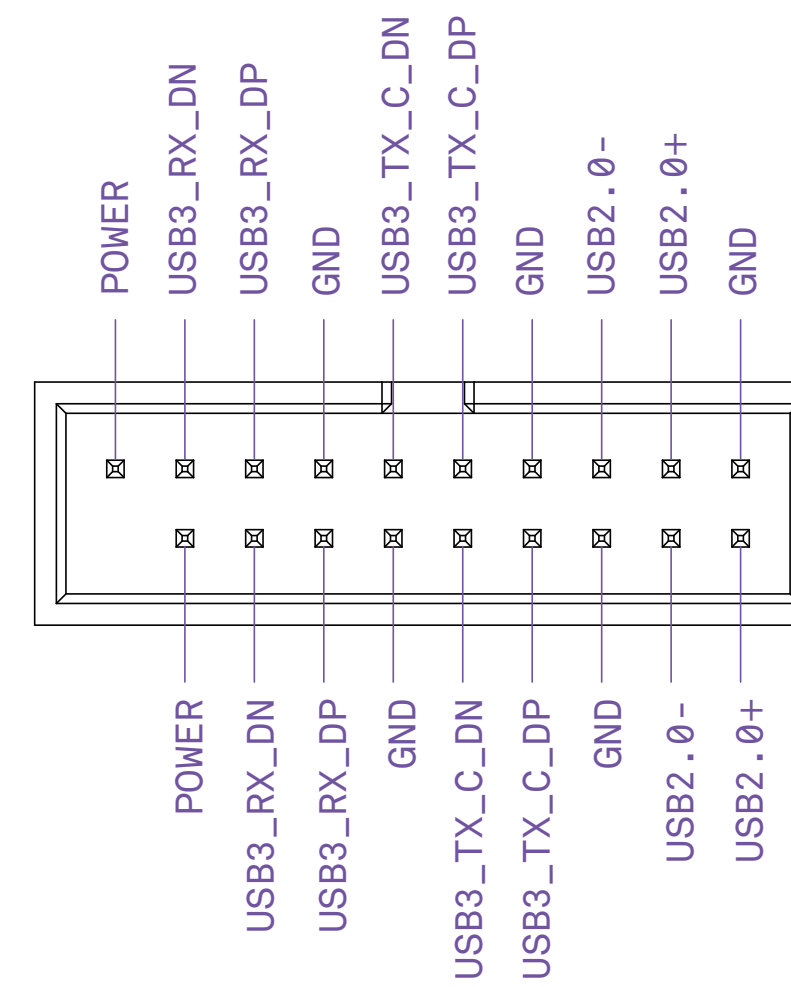 POWER
USB3_RX_DN
USB3_RX_DP
GND
USB3_TX_C_DN
USB3_TX_C_DP
GND
USB2.0-
USB2.0+
GND
POWER
USB3_RX_DN
USB3_RX_DP
GND
USB3_TX_C_DN
USB3_TX_C_DP
GND
USB2.0-
USB2.0+